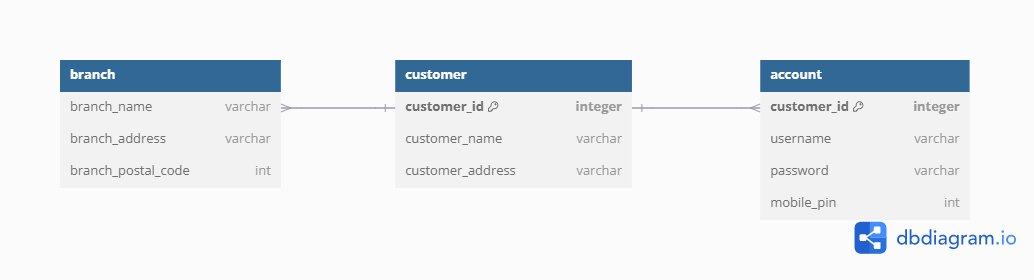 branch
branch_name varchar
branch_address varchar
branch_postal_code int
customer
customer_id integer
customer_name varchar
customer_address varchar
account
customer_id integer
username varchar
password varchar
mobile_pin int
dbdiagram.io